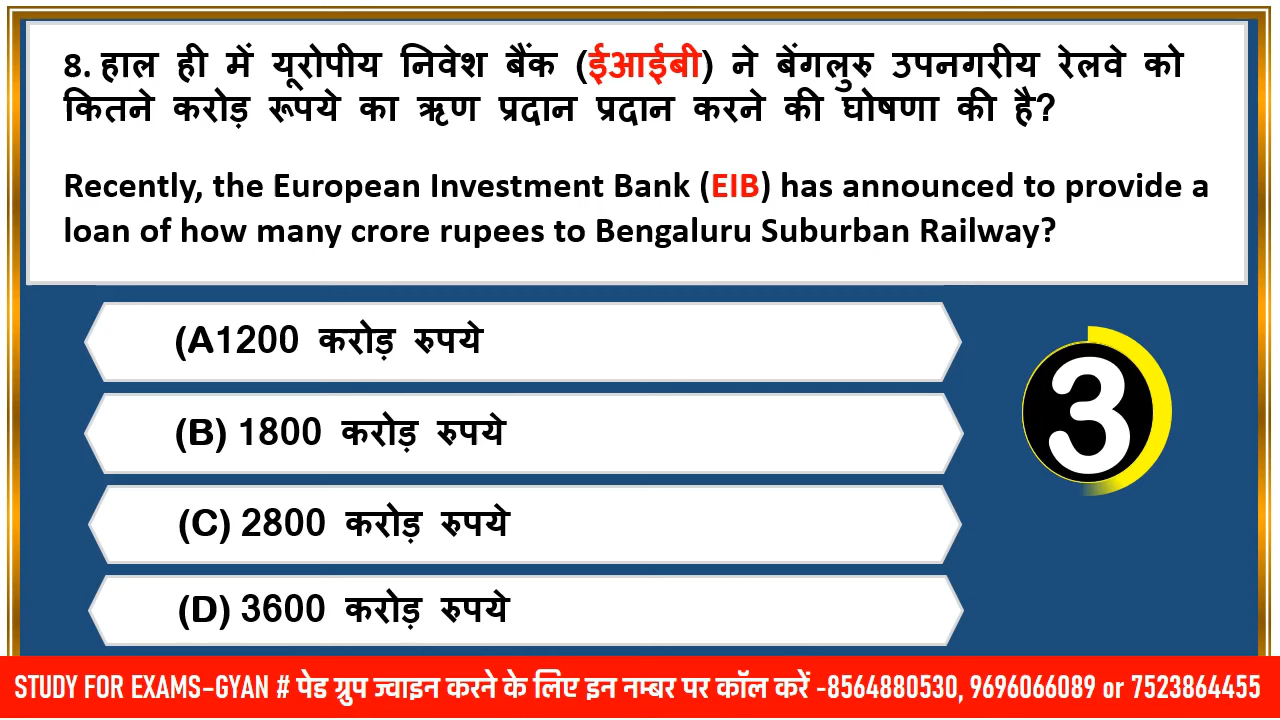 8. हाल ही में यूरोपीय निवेश बैंक (ईआईबी) ने बेंगलुरु उपनगरीय रेलवे को
कितने करोड़ रूपये का ऋण प्रदान प्रदान करने की घोषणा की है?
Recently, the European Investment Bank (EIB) has announced to provide a
loan of how many crore rupees to Bengaluru Suburban Railway?
(A1200 करोड़ रुपये
(B) 1800 करोड़ रुपये
(C) 2800 करोड़ रुपये
(D) 3600 करोड़ रुपये
3
STUDY FOR EXAMS-GYAN # पेड ग्रुप ज्वाइन करने के लिए इन नम्बर पर कॉल करें -8564880530, 9696066089 or 7523864455